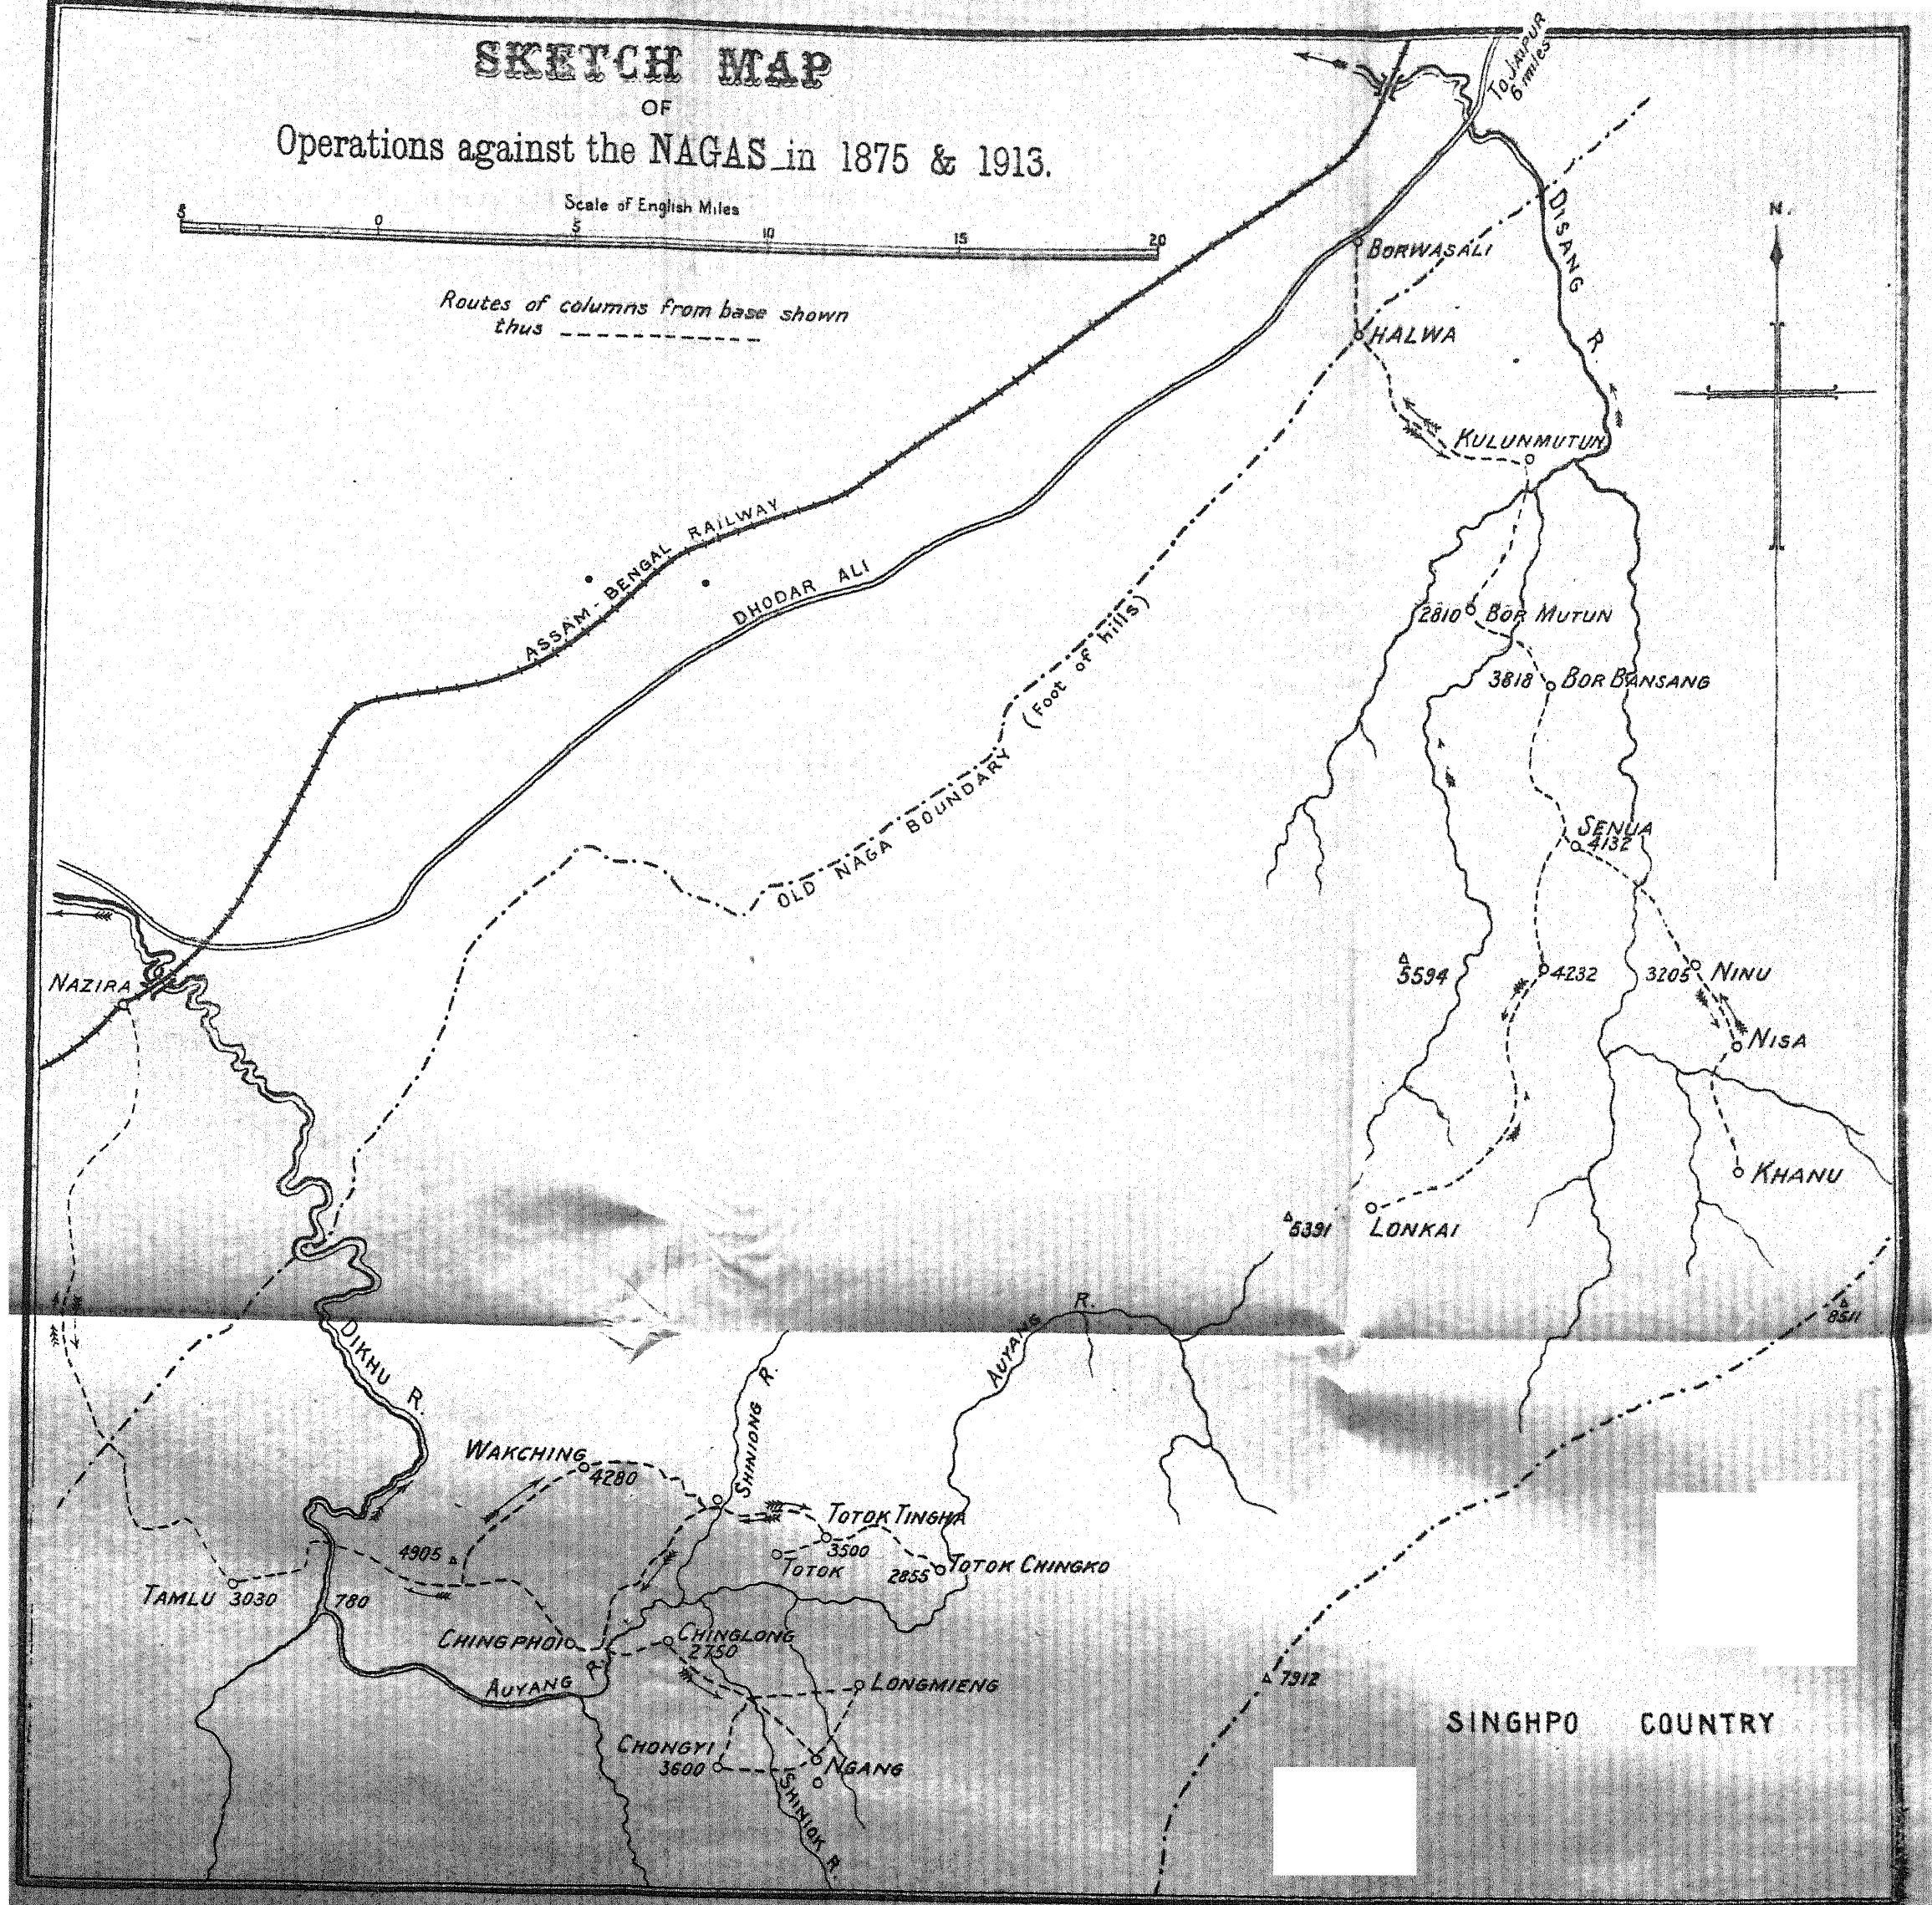 SKETCH MAP
OF
Operations against the NAGAS in 1875 & 1913.
Scale of English Miles
5 0 5 10 15 20
Routes of columns from base shown
thus
To JAIPUR
6 miles
N.
DISANG R.
BORWASALI
HALWA
KULUNMUTUN
ASSAM-BENGAL RAILWAY
DHODAR ALI
2810 BOR MUTUN
(Foot of hills)
3818 BOR BANSANG
OLD NAGA BOUNDARY
SENUA
4132
5594
4232
3205 NINU
NAZIRA
NISA
KHANU
5391
LONKAI
8511
DIKHU R.
AUYANG R.
SHINIONG R.
WAKCHING
4280
TOTOK TINGHA
3500
TOTOK
2855 TOTOK CHINGKO
4905
TAMLU 3030
780
CHINGPHOI
CHINGLONG
2750
AUYANG R.
LONGMIENG
7912
SINGHPO COUNTRY
CHONGYI
3600
NGANG
SHINIOK R.